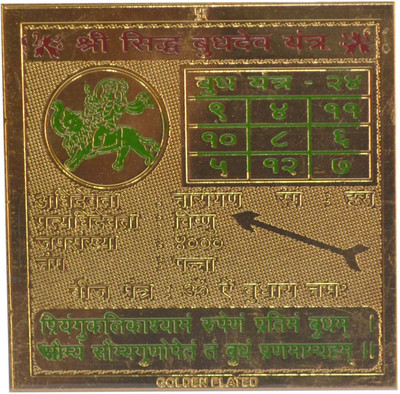 श्री सिद्ध बुधदेव यंत्र
बुध यंत्र - २४
९ ४ ११
१० ८ ६
५ १२ ७
अधिदेवता : नारायण रंग : हरा
प्रत्यधिदेवता : विष्णु
जपसंख्या : ९०००
नंग : पन्ना
बीज मंत्र : ॐ ऐं बुधाय नमः
प्रियंगुकलिकाश्यामं रुपेणं प्रतिमं बुधम ।
सौम्य सौम्यगुणोपेतं तं बुधं प्रणमाम्यहम् ।।
GOLDEN PLATED